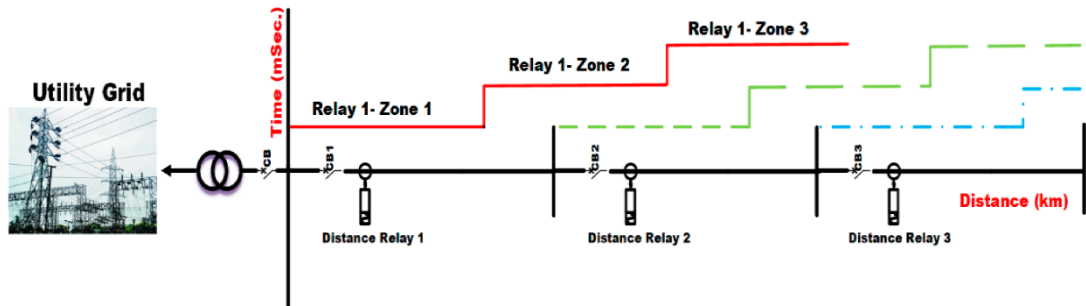 Relay 1- Zone 3
Relay 1- Zone 2
Time (mSec.)
Utility Grid
Relay 1- Zone 1
CB
CB1
CB2
CB3
Distance (km)
Distance Relay 1
Distance Relay 2
Distance Relay 3